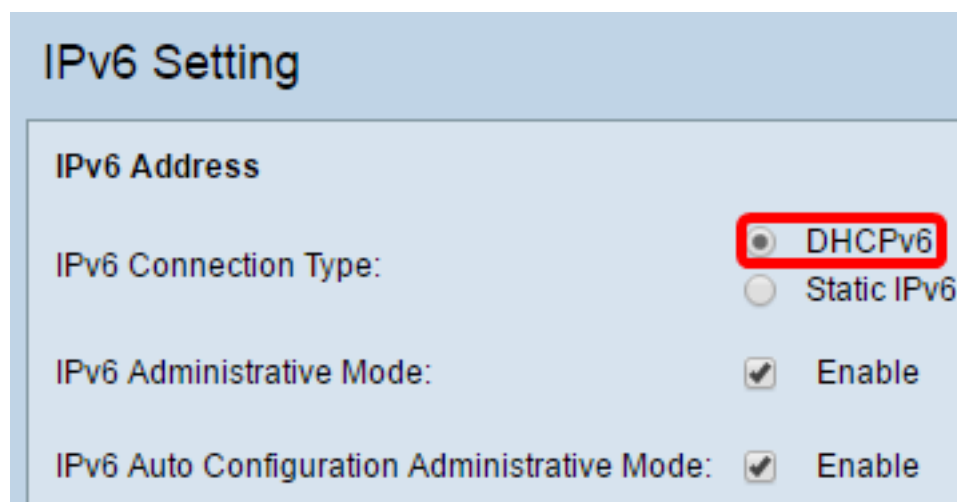 IPv6 Setting
IPv6 Address
IPv6 Connection Type:
DHCPv6
Static IPv6
IPv6 Administrative Mode: Enable
IPv6 Auto Configuration Administrative Mode: Enable